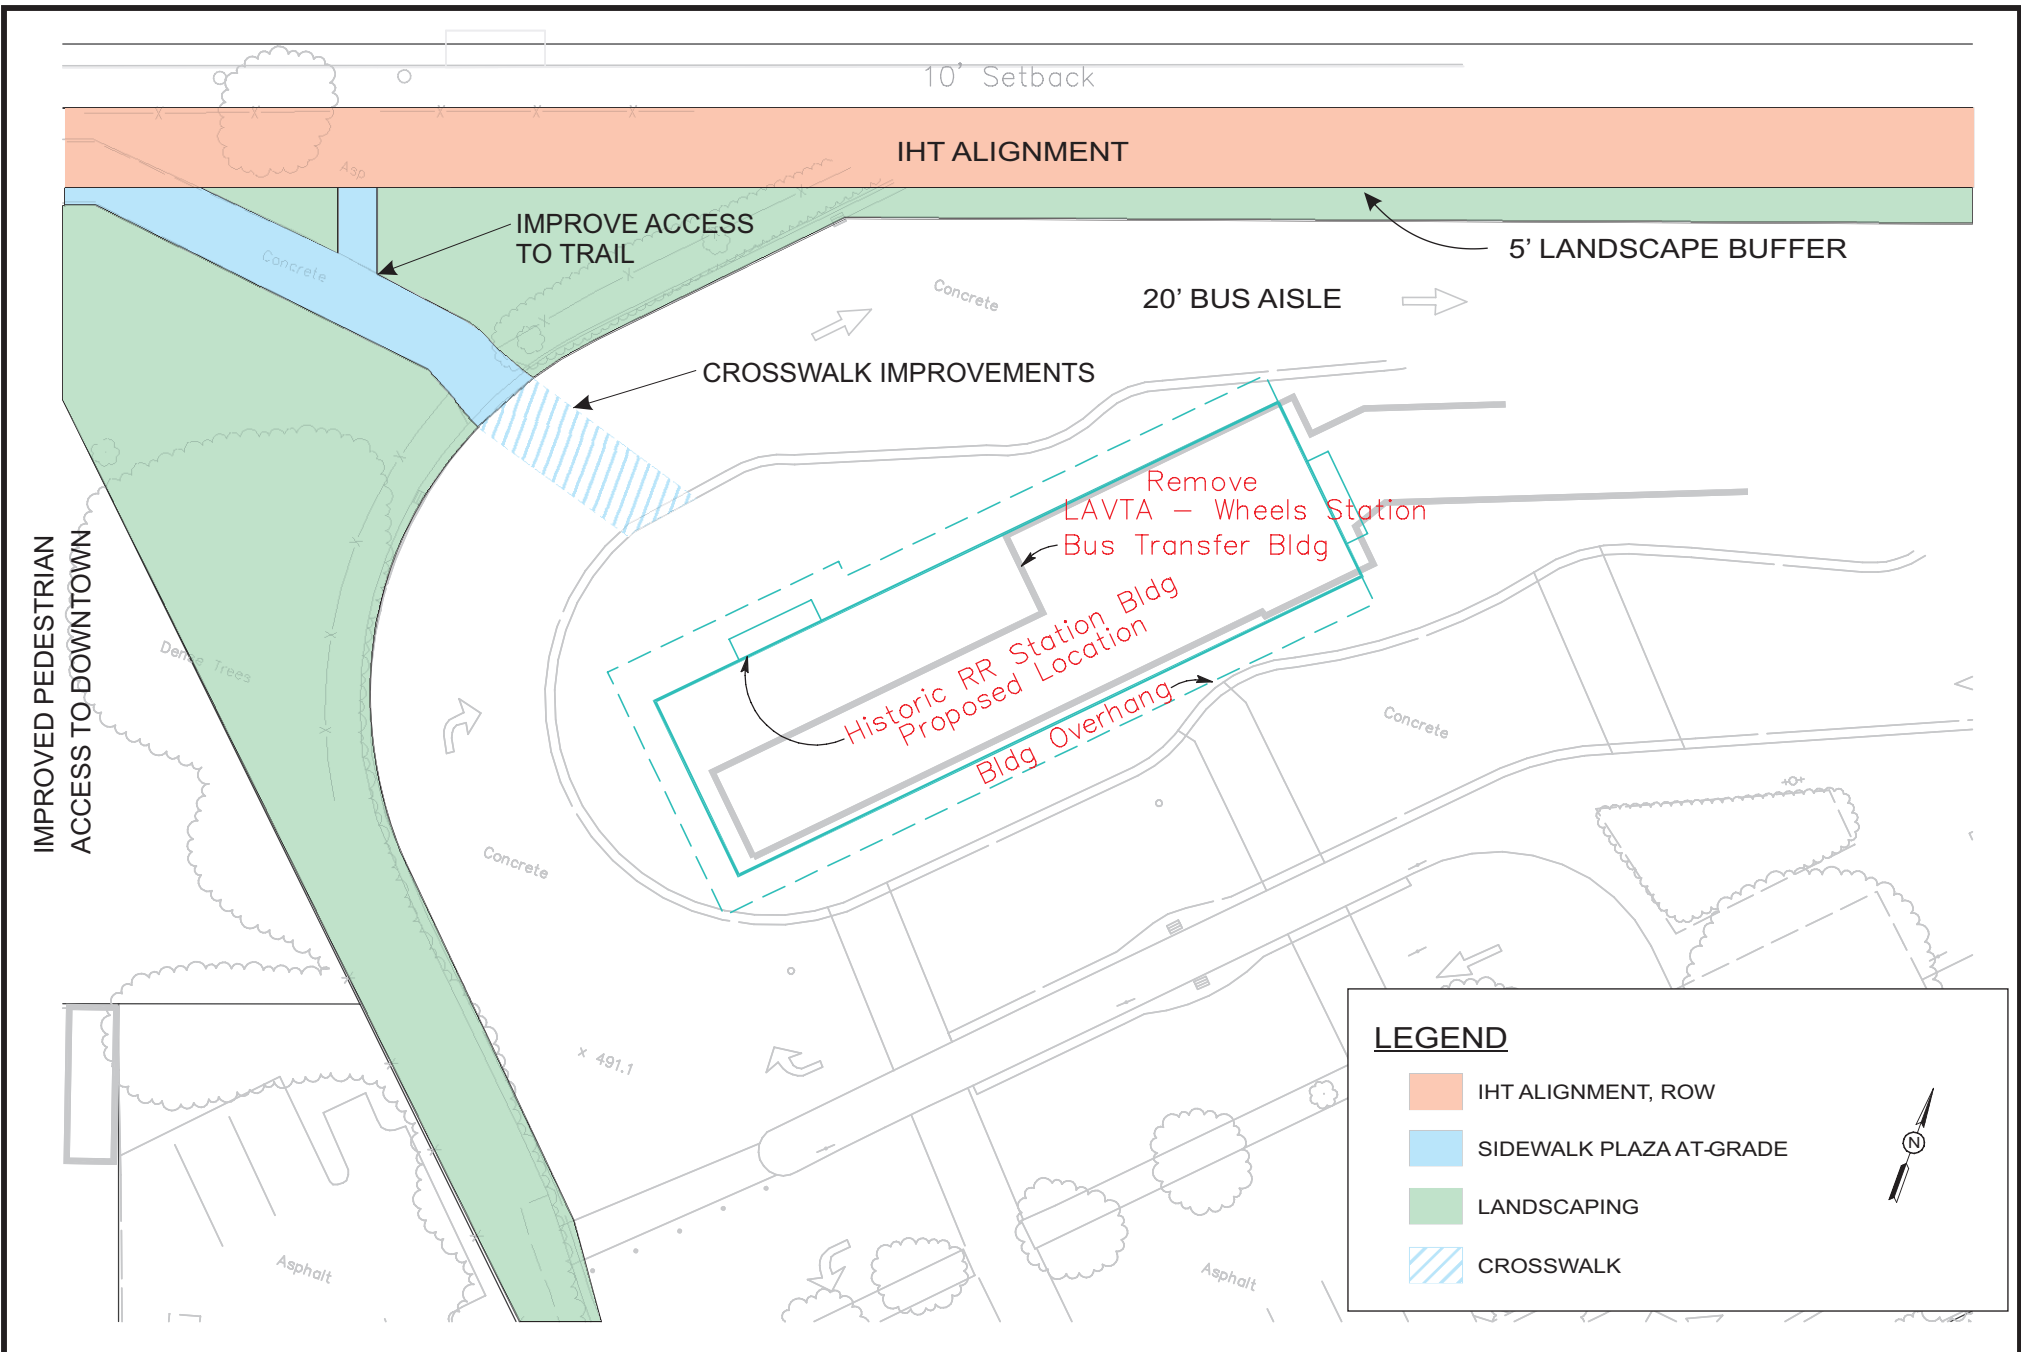 10' Setback
IHT ALIGNMENT
Asp
IMPROVE ACCESS
TO TRAIL
5’ LANDSCAPE BUFFER
Concrete
Concrete
20’ BUS AISLE
CROSSWALK IMPROVEMENTS
Remove
LAVTA – Wheels Station
Bus Transfer Bldg
IMPROVED PEDESTRIAN
ACCESS TO DOWNTOWN
Dense Trees
Historic RR Station Bldg
Proposed Location
Bldg Overhang
Concrete
Concrete
x 491.1
Asphalt
Asphalt
LEGEND
IHT ALIGNMENT, ROW
SIDEWALK PLAZA AT-GRADE
LANDSCAPING
CROSSWALK
N